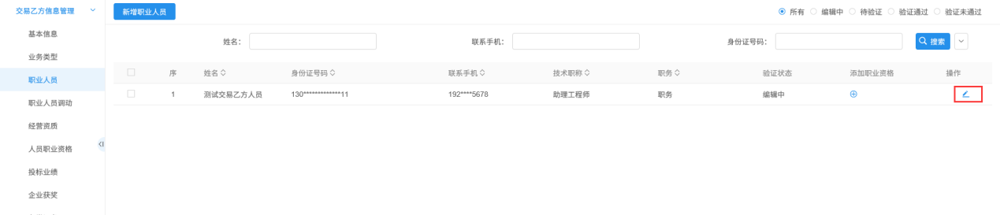 交易乙方信息管理
新增职业人员
所有 编辑中 待验证 验证通过 验证未通过
基本信息
姓名: 联系手机: 身份证号码: 搜索
业务类型
职业人员
序 姓名 身份证号码 联系手机 技术职称 职务 验证状态 添加职业资格 操作
1 测试交易乙方人员 130*************11 192****5678 助理工程师 职务 编辑中
职业人员调动
经营资质
人员职业资格
投标业绩
企业获奖